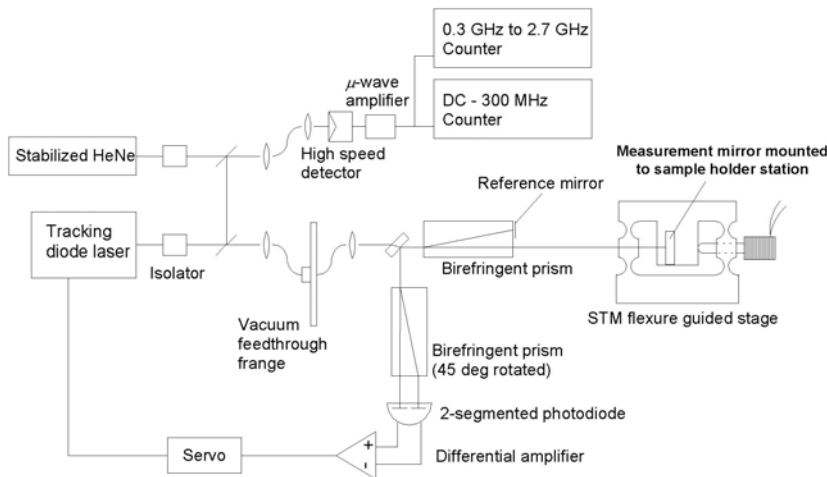 0.3 GHz to 2.7 GHz
Counter
μ-wave
amplifier
DC - 300 MHz
Counter
Stabilized HeNe
High speed
detector
Measurement mirror mounted
to sample holder station
Reference mirror
Tracking
diode laser
Isolator
Birefringent prism
STM flexure guided stage
Vacuum
feedthrough
frange
Birefringent prism
(45 deg rotated)
2-segmented photodiode
+
-
Servo
Differential amplifier